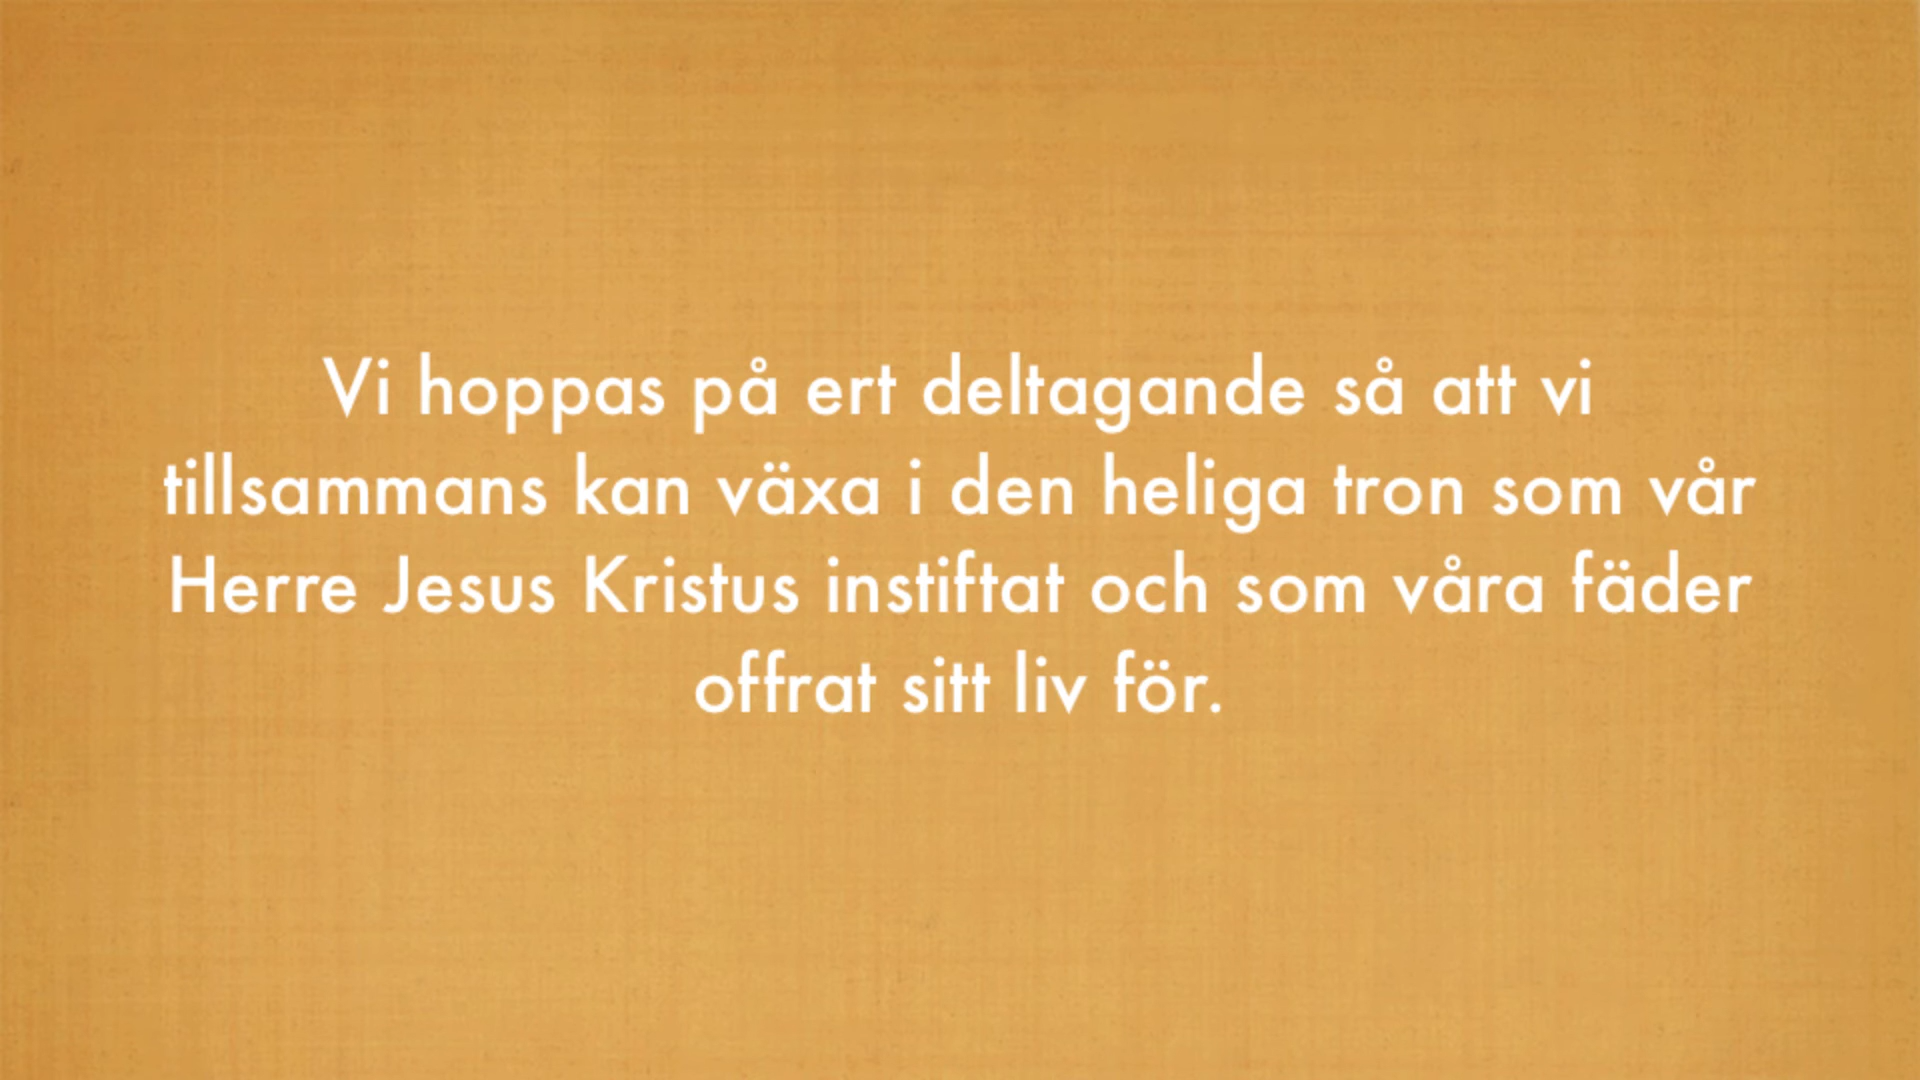 Vi hoppas på ert deltagande så att vi
tillsammans kan växa i den heliga tron som vår
Herre Jesus Kristus instiftat och som våra fäder
offrat sitt liv för.